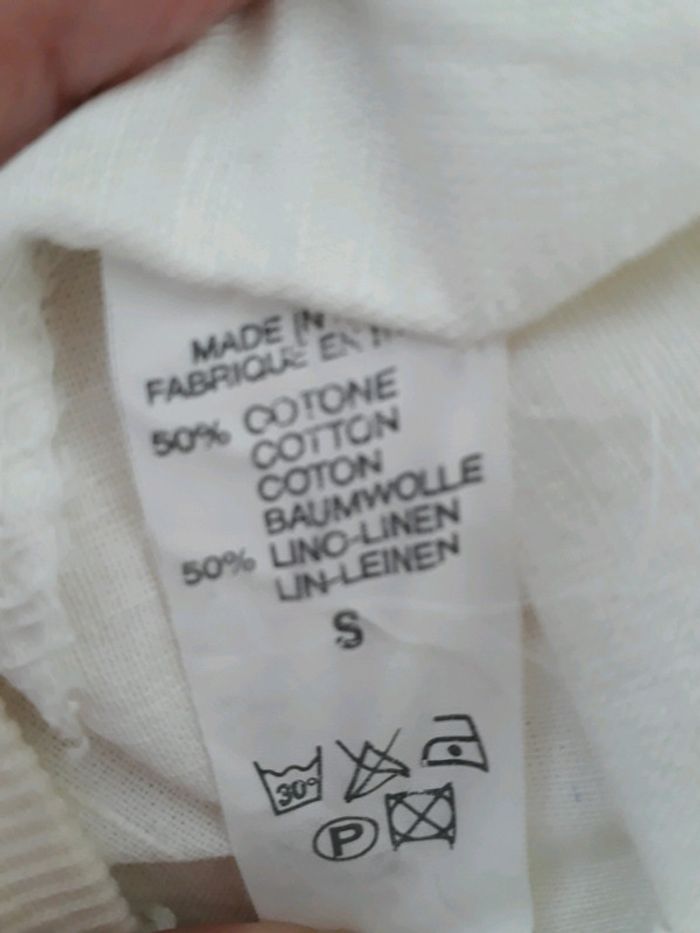 MADE IN
FABRIQUE EN
50% COTONE
COTTON
COTON
BAUMWOLLE
50% LINO-LINEN
LIN-LEINEN
S
30°
P